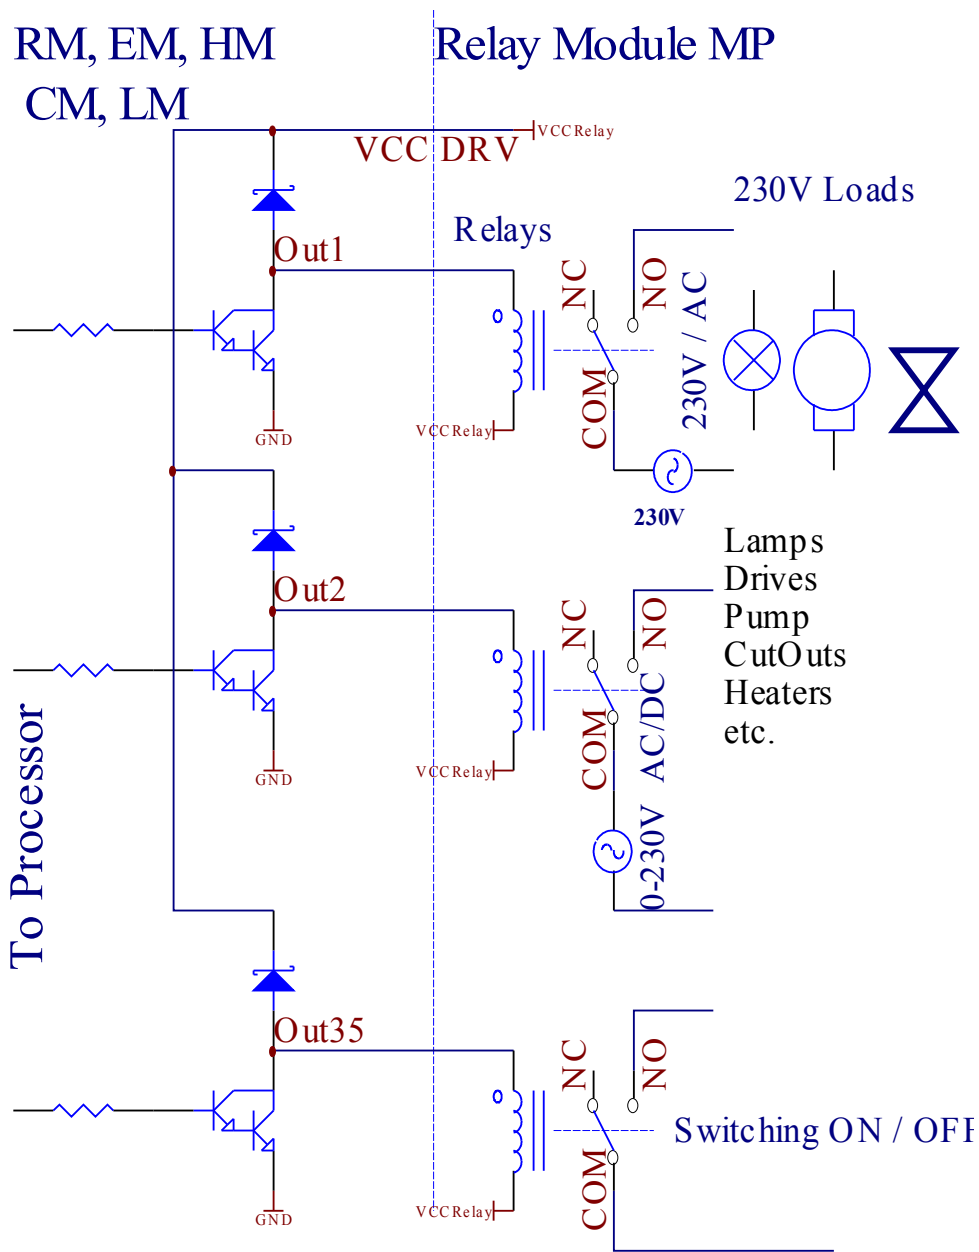 RM, EM, HM
CM, LM
Relay Module MP
VCC DRV
VCCRelay
230V Loads
Relays
Out1
NC
NO
230V / AC
COM
VCCRelay
GND
230V
Lamps
Drives
Pump
CutOuts
Heaters
etc.
Out2
NC
NO
COM
0-230V AC/DC
VCCRelay
GND
To Processor
Out35
NC
NO
Switching ON / OFF
COM
VCCRelay
GND